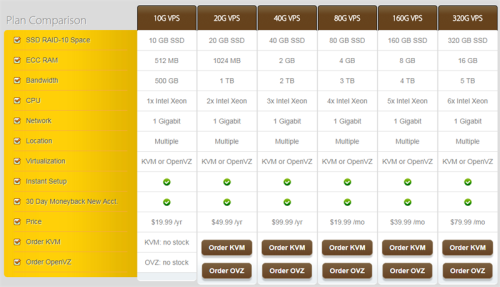 Plan Comparison 10G VPS 20G VPS 40G VPS 80G VPS 160G VPS 320G VPS
SSD RAID-10 Space 10 GB SSD 20 GB SSD 40 GB SSD 80 GB SSD 160 GB SSD 320 GB SSD
ECC RAM 512 MB 1024 MB 2 GB 4 GB 8 GB 16 GB
Bandwidth 500 GB 1 TB 2 TB 3 TB 4 TB 5 TB
CPU 1x Intel Xeon 2x Intel Xeon 3x Intel Xeon 4x Intel Xeon 5x Intel Xeon 6x Intel Xeon
Network 1 Gigabit 1 Gigabit 1 Gigabit 1 Gigabit 1 Gigabit 1 Gigabit
Location Multiple Multiple Multiple Multiple Multiple Multiple
Virtualization KVM or OpenVZ KVM or OpenVZ KVM or OpenVZ KVM or OpenVZ KVM or OpenVZ KVM or OpenVZ
Instant Setup
30 Day Moneyback New Acct.
Price $19.99 /yr $49.99 /yr $99.99 /yr $19.99 /mo $39.99 /mo $79.99 /mo
Order KVM KVM: no stock Order KVM Order KVM Order KVM Order KVM Order KVM
Order OpenVZ OVZ: no stock Order OVZ Order OVZ Order OVZ Order OVZ Order OVZ